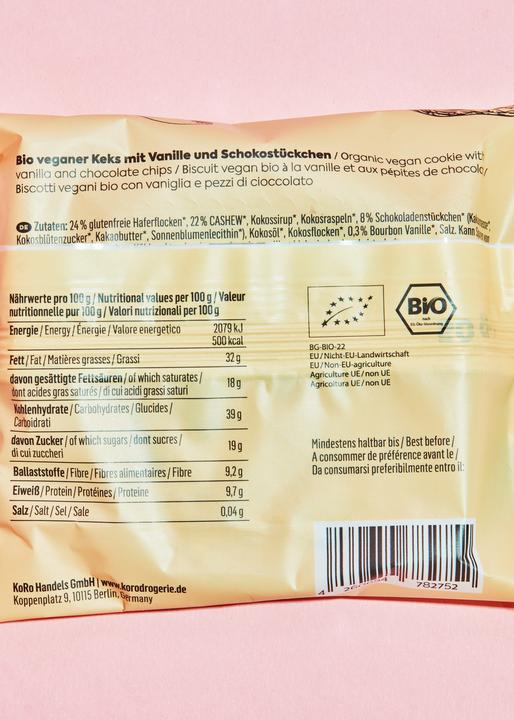 Bio veganer Keks mit Vanille und Schokostückchen / Organic vegan cookie with
vanilla and chocolate chips / Biscuit vegan bio à la vanille et aux pépites de chocolat/
Biscotti vegani bio con vaniglia e pezzi di cioccolato
DE Zutaten: 24 % glutenfreie Haferflocken*, 22 % CASHEW*, Kokossirup*, Kokosraspeln*, 8 % Schokoladenstückchen
Kokosblütenzucker*, Kakaobutter*, Sonnenblumenlecithin*), Kokosöl*, Kokosflocken*, 0,3% Bourbon Vanille*, Salz. Kann
Nährwerte pro 100 g / Nutritional values per 100 g / Valeur
nutritionnelle pur 100 g / Valori nutrizionali per 100 g
Energie / Energy / Énergie / Valore energetico 2079 kJ
500 kcal
Fett / Fat / Matières grasses / Grassi 32 g
davon gesättigte Fettsäuren / of which saturates /
dont acides gras saturés / di cui acidi grassi saturi 18 g
Kohlenhydrate / Carbohydrates / Glucides /
Carboidrati 39 g
davon Zucker / of which sugars / dont sucres /
di cui zuccheri 19 g
Ballaststoffe / Fibre / Fibres alimentaires / Fibre 9,2 g
Eiweiß / Protein / Protéines / Proteine 9,7 g
Salz / Salt / Sel / Sale 0,04 g
BIO
nach
EG-Öko-Verordnung
BG-BIO-22
EU / Nicht-EU-Landwirtschaft
EU / Non-EU-agriculture
Agriculture UE / non UE
Agricoltura UE / non UE
Mindestens haltbar bis / Best before /
A consommer de préférence avant le /
Da consumarsi preferibilmente entro il:
KoRo Handels GmbH | www.korodrogerie.de
Koppenplatz 9, 10115 Berlin, Germany
4 782752